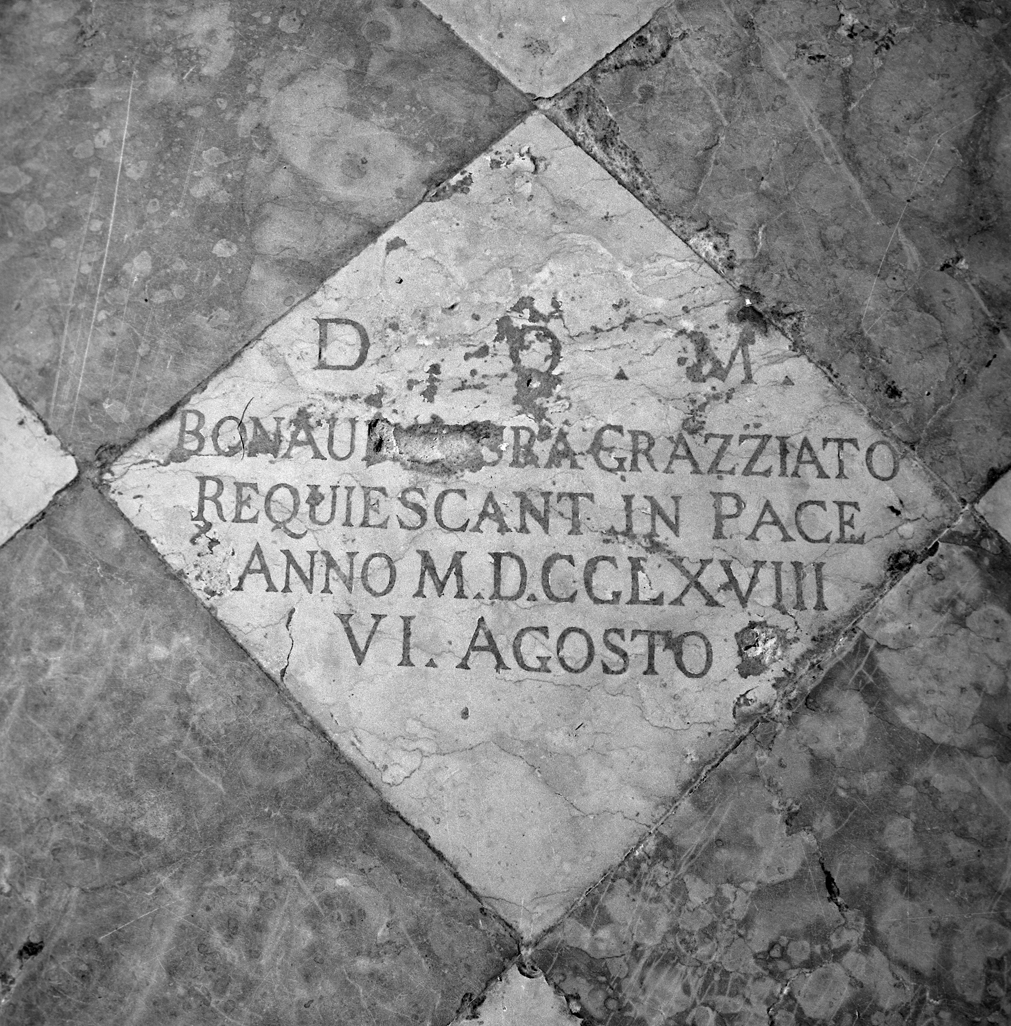 D. O. M.
GRAZZIATO
REQUIESCANT IN PACE
ANNO M.D.CCLXVIII
VI. AGOSTO